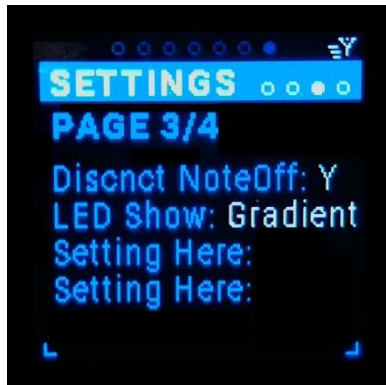 SETTINGS
PAGE 3/4
Discnct NoteOff: Y
LED Show: Gradient
Setting Here:
Setting Here: